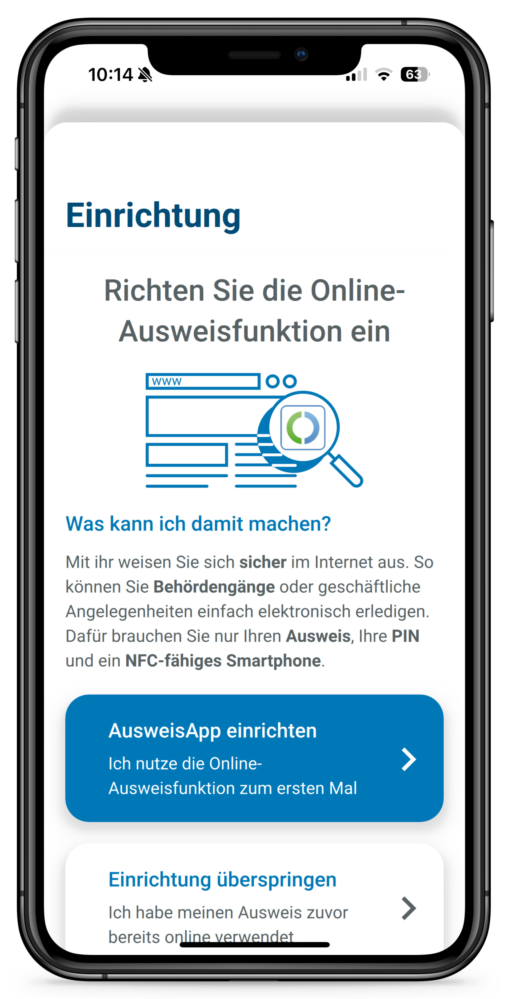 10:14
63
Einrichtung
Richten Sie die Online-
Ausweisfunktion ein
www
Was kann ich damit machen?
Mit ihr weisen Sie sich sicher im Internet aus. So
können Sie Behördengänge oder geschäftliche
Angelegenheiten einfach elektronisch erledigen.
Dafür brauchen Sie nur Ihren Ausweis, Ihre PIN
und ein NFC-fähiges Smartphone.
AusweisApp einrichten
Ich nutze die Online-
Ausweisfunktion zum ersten Mal
Einrichtung überspringen
Ich habe meinen Ausweis zuvor
bereits online verwendet